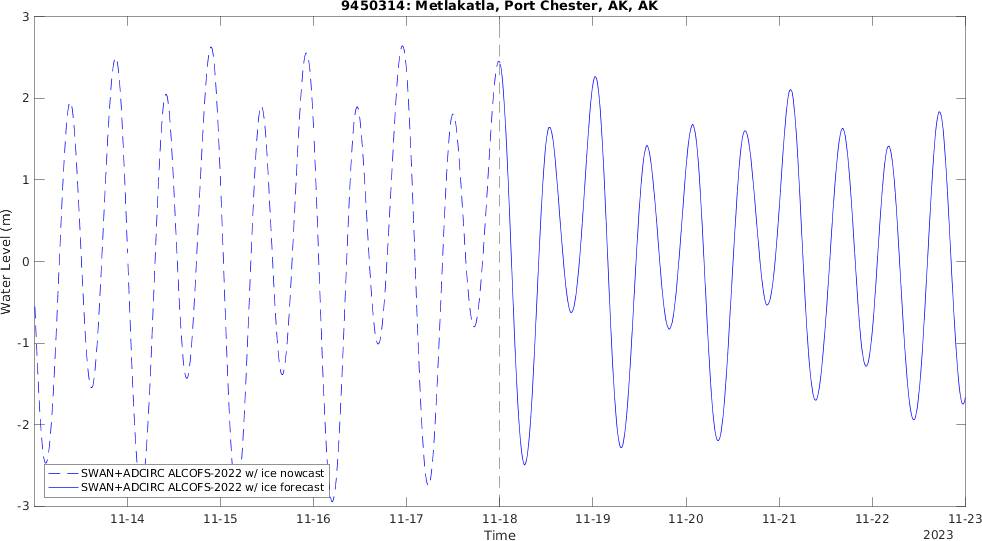 9450314: Metlakatla, Port Chester, AK, AK
3
2
1
0
-1
-2
-3
Water Level (m)
SWAN+ADCIRC ALCOFS-2022 w/ ice nowcast
SWAN+ADCIRC ALCOFS-2022 w/ ice forecast
11-14 11-15 11-16 11-17 11-18 11-19 11-20 11-21 11-22 11-23
Time
2023